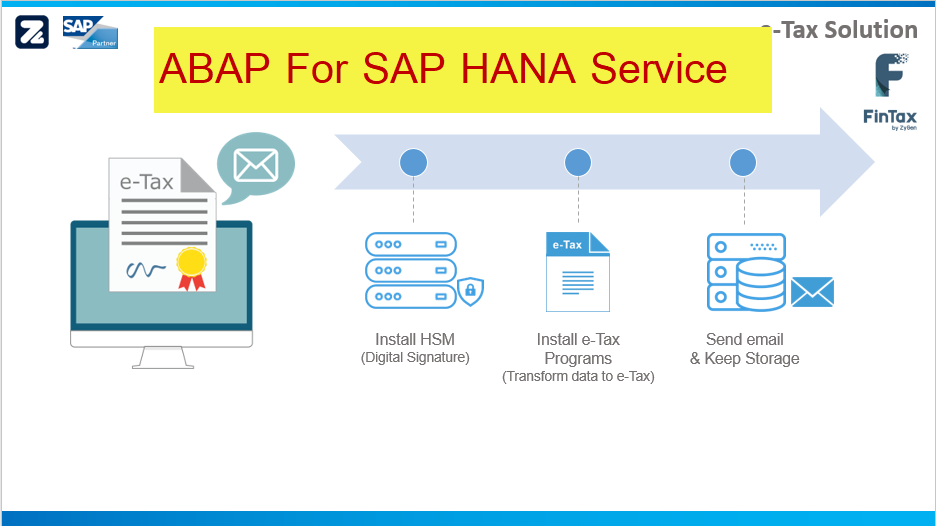 SAP
Partner
e-Tax Solution
ABAP For SAP HANA Service
FinTax
by ZyGen
e-Tax
e-Tax
Install HSM
(Digital Signature)
Install e-Tax
Programs
(Transform data to e-Tax)
Send email
& Keep Storage